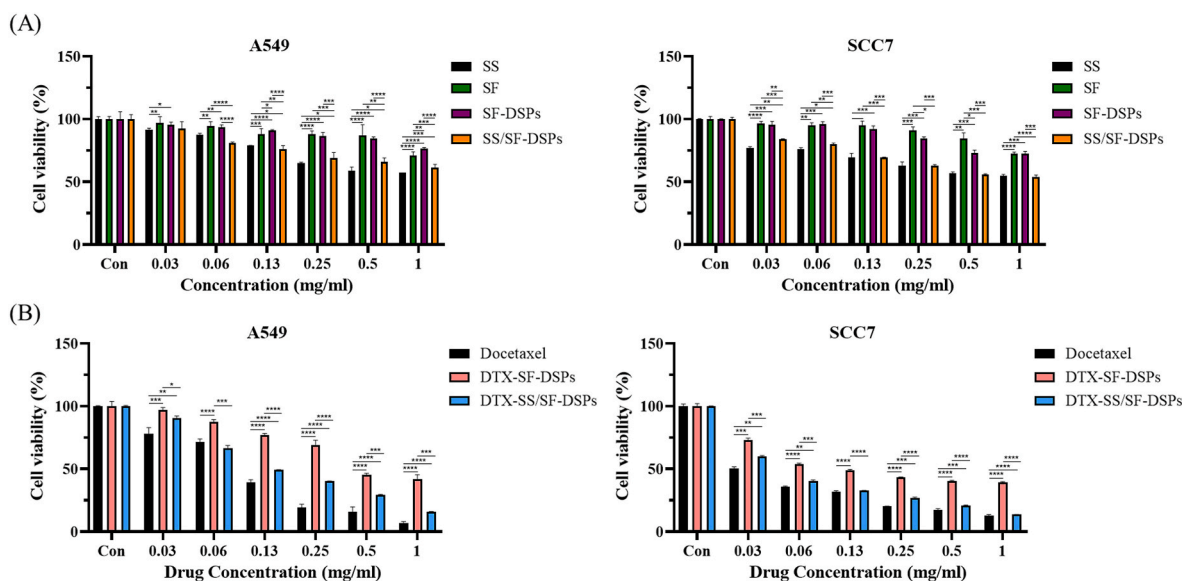 (A)
A549
Cell viability (%)
150
100
50
0
Con 0.03 0.06 0.13 0.25 0.5 1
Concentration (mg/ml)
SS
SF
SF-DSPs
SS/SF-DSPs
SCC7
Cell viability (%)
150
100
50
0
Con 0.03 0.06 0.13 0.25 0.5 1
Concentration (mg/ml)
SS
SF
SF-DSPs
SS/SF-DSPs
(B)
A549
Cell viability (%)
150
100
50
0
Con 0.03 0.06 0.13 0.25 0.5 1
Drug Concentration (mg/ml)
Docetaxel
DTX-SF-DSPs
DTX-SS/SF-DSPs
SCC7
Cell viability (%)
150
100
50
0
Con 0.03 0.06 0.13 0.25 0.5 1
Drug Concentration (mg/ml)
Docetaxel
DTX-SF-DSPs
DTX-SS/SF-DSPs